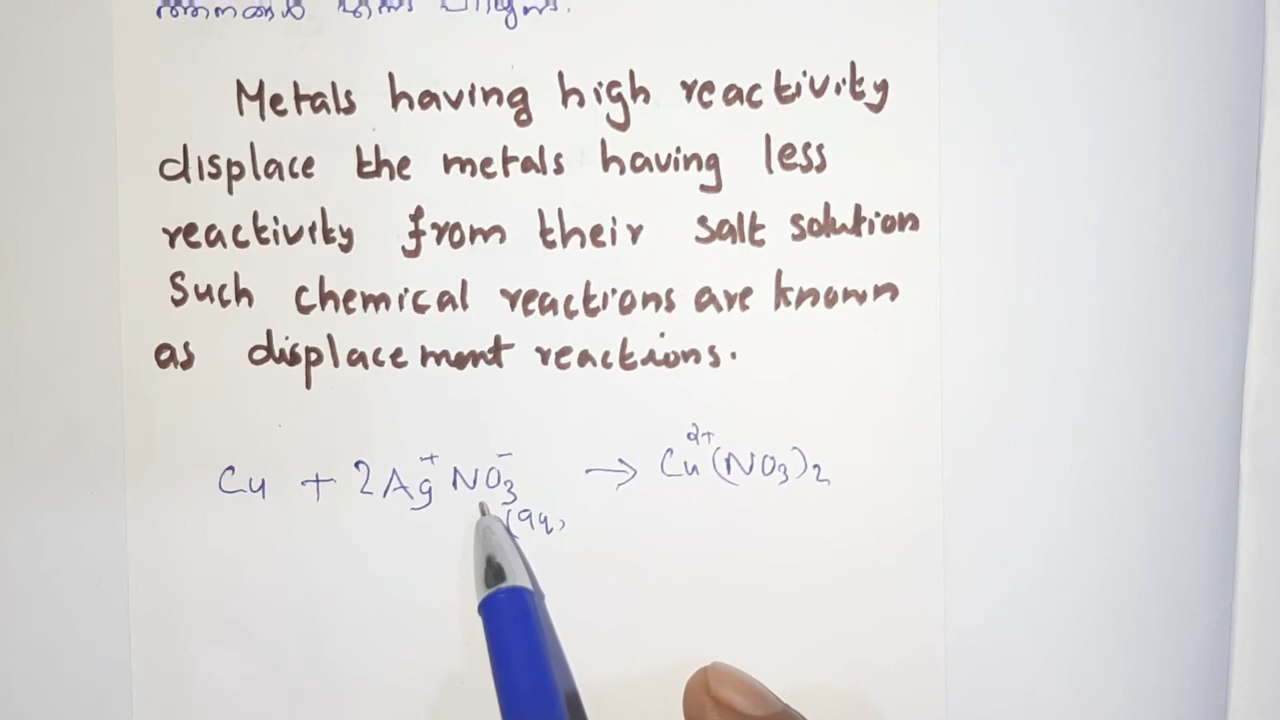 Metals having high reactivity
displace the metals having less
reactivity from their salt solution
Such chemical reactions are known
as displacement reactions.
Cu + 2Ag⁺NO₃⁻ (aq) → Cu²⁺(NO₃)₂